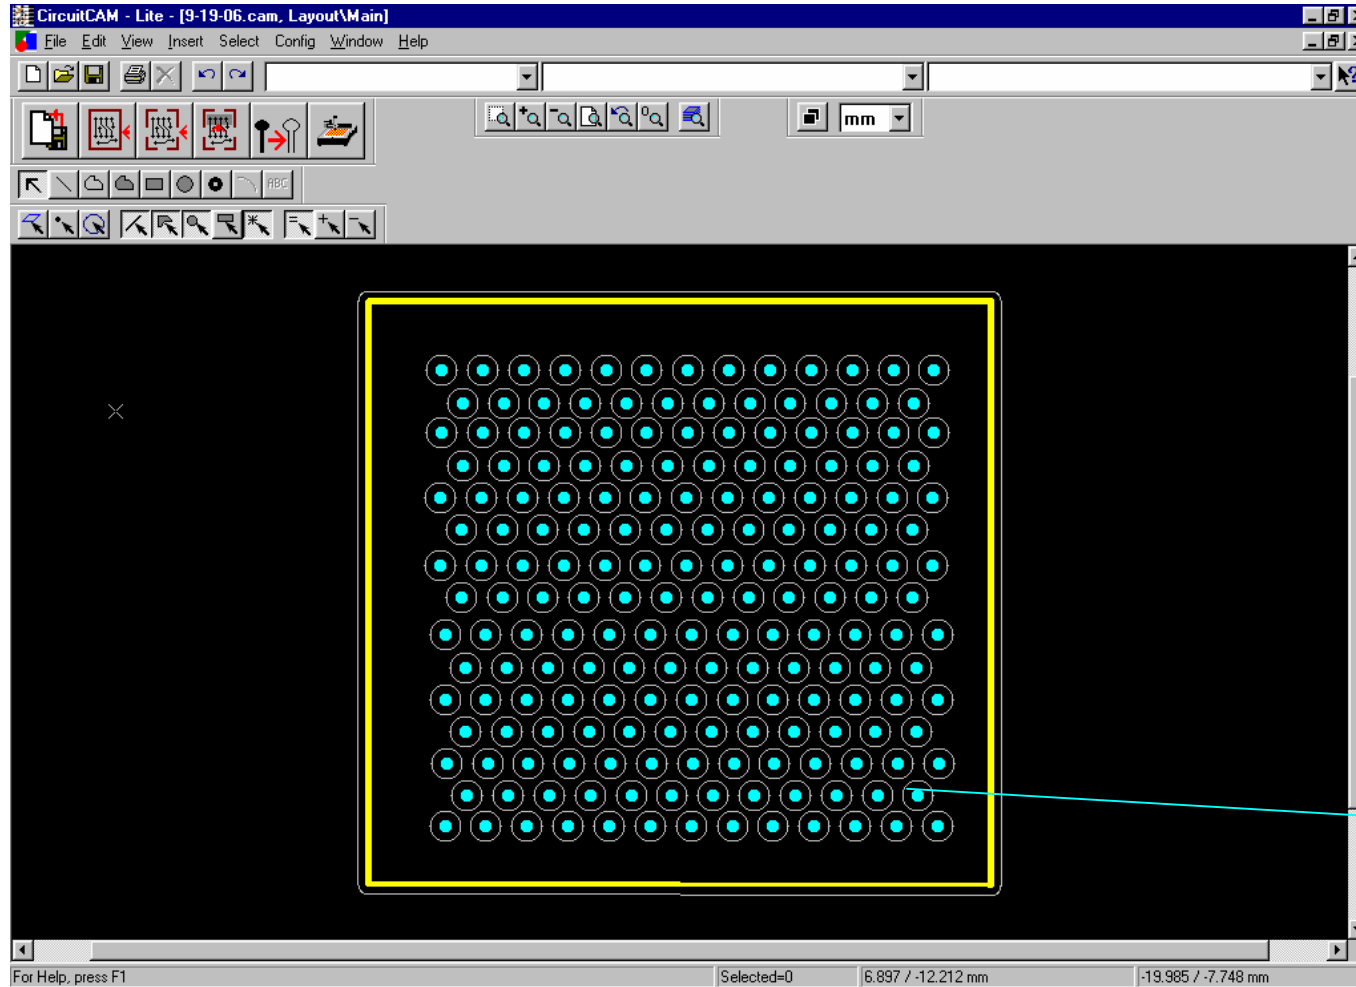 CircuitCAM - Lite - [9-19-06.cam, Layout\Main]
File Edit View Insert Select Config Window Help
mm
ABC
For Help, press F1
Selected=0
6.897 / -12.212 mm
-19.985 / -7.748 mm